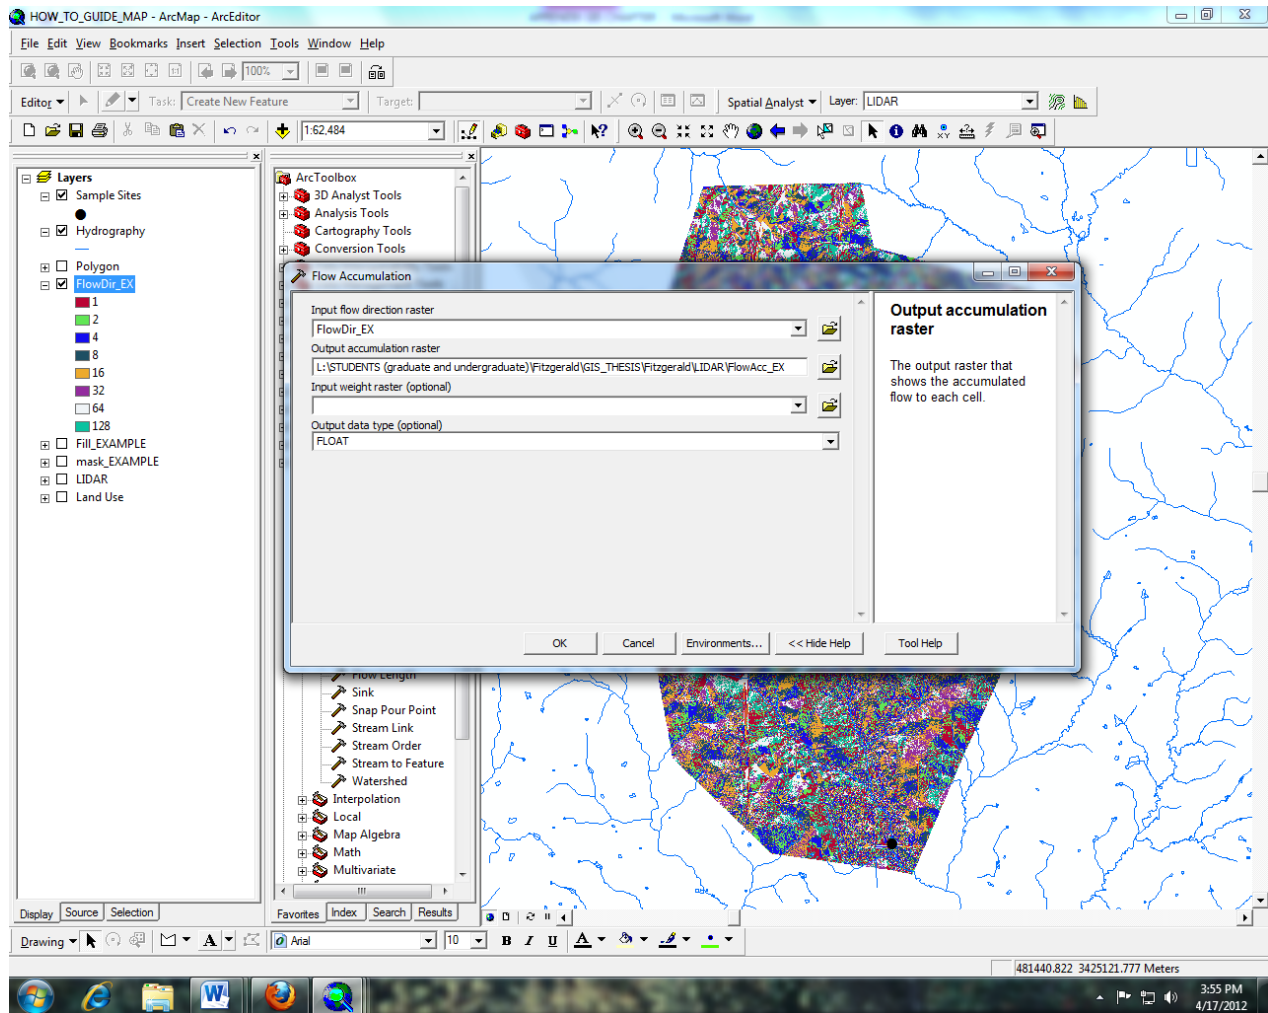 HOW_TO_GUIDE_MAP - ArcMap - ArcEditor
File Edit View Bookmarks Insert Selection Tools Window Help
100%
Editor Task: Create New Feature Target: Spatial Analyst Layer: LIDAR
1:62,484
Layers
Sample Sites
Hydrography
Polygon
FlowDir_EX
1
2
4
8
16
32
64
128
Fill_EXAMPLE
mask_EXAMPLE
LIDAR
Land Use
Display Source Selection
ArcToolbox
3D Analyst Tools
Analysis Tools
Cartography Tools
Conversion Tools
Flow Accumulation
Input flow direction raster
FlowDir_EX
Output accumulation raster
L:\STUDENTS (graduate and undergraduate)\Fitzgerald\GIS_THESIS\Fitzgerald\LIDAR\FlowAcc_EX
Input weight raster (optional)
Output data type (optional)
FLOAT
OK Cancel Environments... << Hide Help Tool Help
Output accumulation
raster
The output raster that
shows the accumulated
flow to each cell.
Flow Length
Sink
Snap Pour Point
Stream Link
Stream Order
Stream to Feature
Watershed
Interpolation
Local
Map Algebra
Math
Multivariate
Favorites Index Search Results
Drawing A Arial 10 B I U A
481440.822 3425121.777 Meters
3:55 PM
4/17/2012